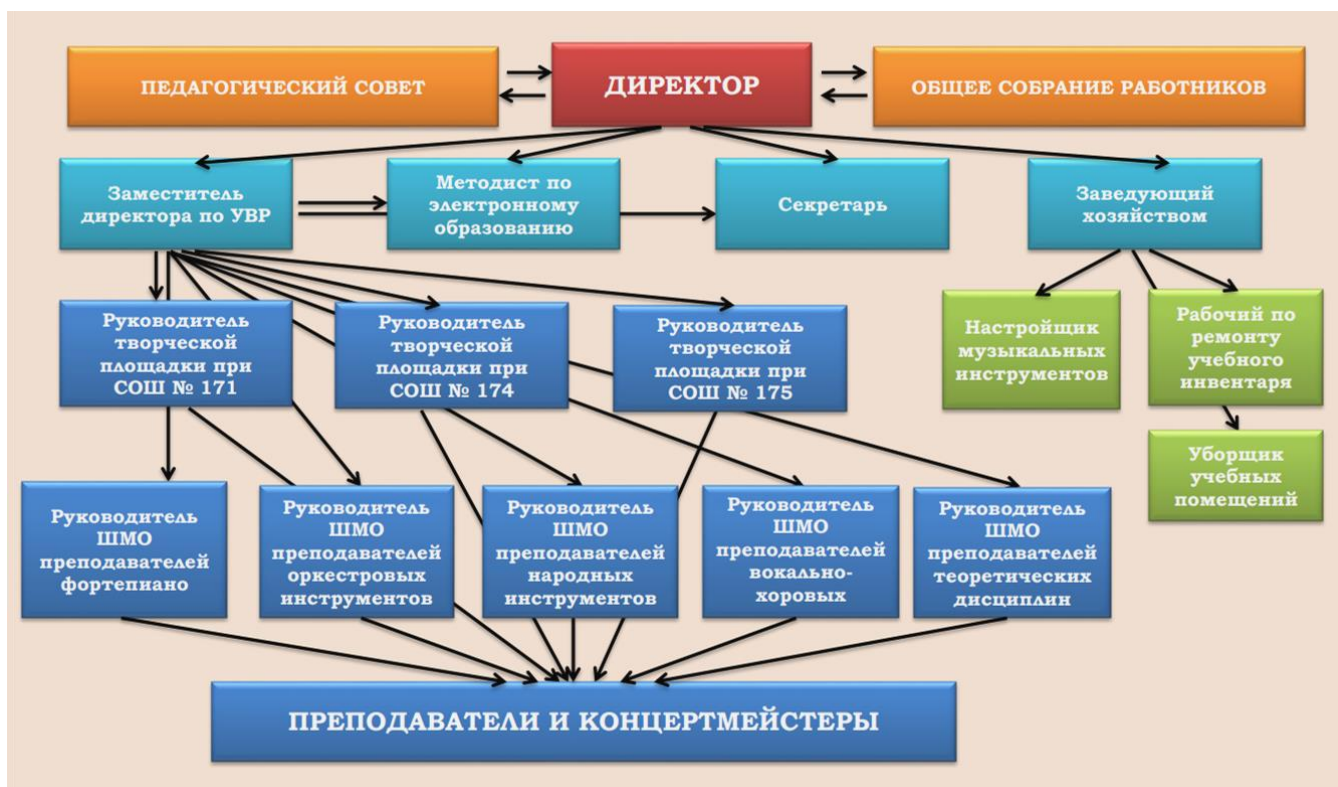 ПЕДАГОГИЧЕСКИЙ СОВЕТ
ДИРЕКТОР
ОБЩЕЕ СОБРАНИЕ РАБОТНИКОВ
Заместитель
директора по УВР
Методист по
электронному
образованию
Секретарь
Заведующий
хозяйством
Руководитель
творческой
площадки при
СОШ № 171
Руководитель
творческой
площадки при
СОШ № 174
Руководитель
творческой
площадки при
СОШ № 175
Настройщик
музыкальных
инструментов
Рабочий по
ремонту
учебного
инвентаря
Уборщик
учебных
помещений
Руководитель
ШМО
преподавателей
фортепиано
Руководитель
ШМО
преподавателей
оркестровых
инструментов
Руководитель
ШМО
преподавателей
народных
инструментов
Руководитель
ШМО
преподавателей
вокально-
хоровых
Руководитель
ШМО
преподавателей
теоретических
дисциплин
ПРЕПОДАВАТЕЛИ И КОНЦЕРТМЕЙСТЕРЫ